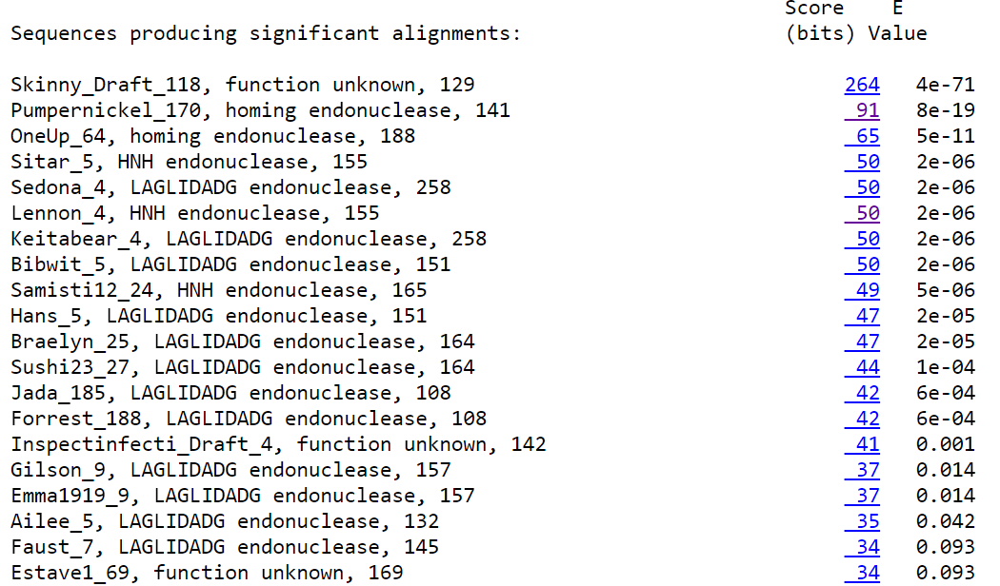 Score    E
Sequences producing significant alignments:                      (bits) Value
Skinny_Draft_118, function unknown, 129                               264   4e-71
Pumpernickel_170, homing endonuclease, 141                             91   8e-19
OneUp_64, homing endonuclease, 188                                     65   5e-11
Sitar_5, HNH endonuclease, 155                                         50   2e-06
Sedona_4, LAGLIDADG endonuclease, 258                                  50   2e-06
Lennon_4, HNH endonuclease, 155                                        50   2e-06
Keitabear_4, LAGLIDADG endonuclease, 258                               50   2e-06
Bibwit_5, LAGLIDADG endonuclease, 151                                  50   2e-06
Samisti12_24, HNH endonuclease, 165                                    49   5e-06
Hans_5, LAGLIDADG endonuclease, 151                                    47   2e-05
Braelyn_25, LAGLIDADG endonuclease, 164                                47   2e-05
Sushi23_27, LAGLIDADG endonuclease, 164                                44   1e-04
Jada_185, LAGLIDADG endonuclease, 108                                  42   6e-04
Forrest_188, LAGLIDADG endonuclease, 108                               42   6e-04
Inspectinfecti_Draft_4, function unknown, 142                          41   0.001
Gilson_9, LAGLIDADG endonuclease, 157                                  37   0.014
Emma1919_9, LAGLIDADG endonuclease, 157                                37   0.014
Ailee_5, LAGLIDADG endonuclease, 132                                   35   0.042
Faust_7, LAGLIDADG endonuclease, 145                                   34   0.093
Estave1_69, function unknown, 169                                      34   0.093